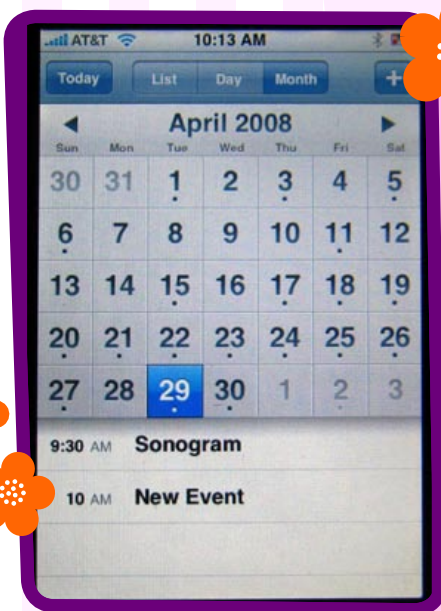 AT&T 10:13 AM
Today List Day Month +
April 2008
Sun Mon Tue Wed Thu Fri Sat
30 31 1 2 3 4 5
6 7 8 9 10 11 12
13 14 15 16 17 18 19
20 21 22 23 24 25 26
27 28 29 30 1 2 3
9:30 AM Sonogram
10 AM New Event